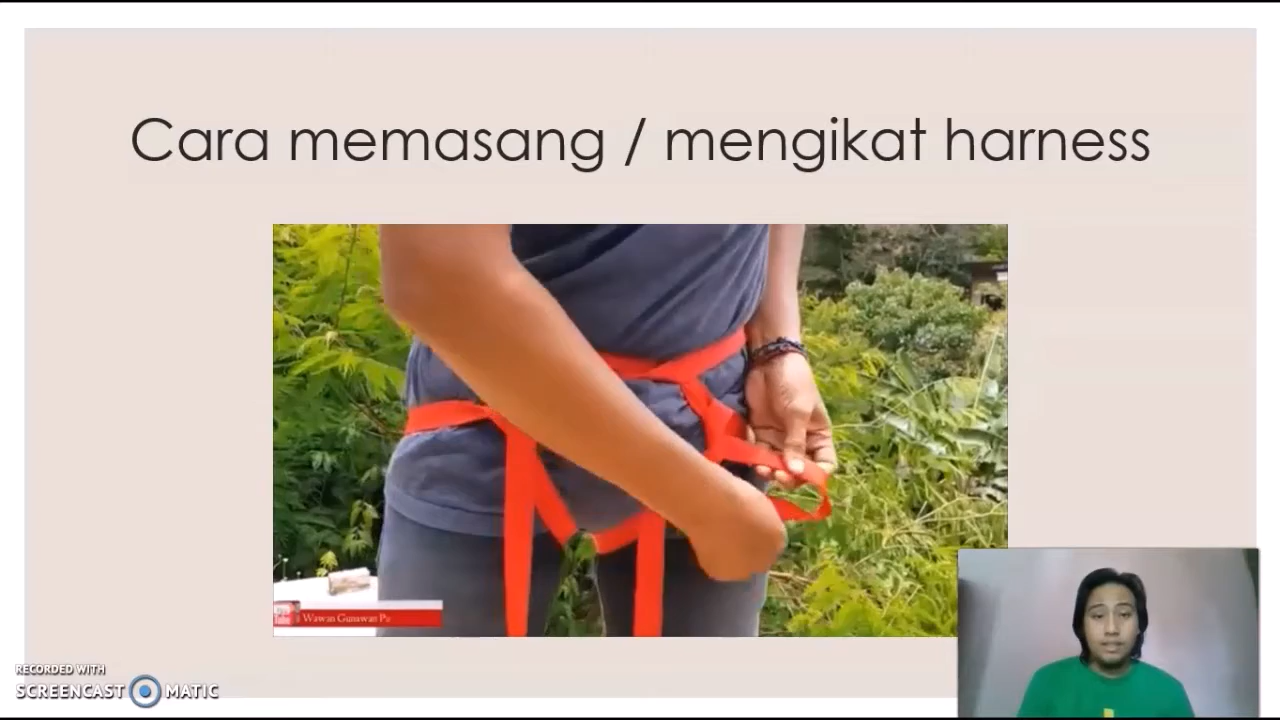 Cara memasang / mengikat harness
Wawan Gunawan
RECORDED WITH
SCREENCAST MATIC